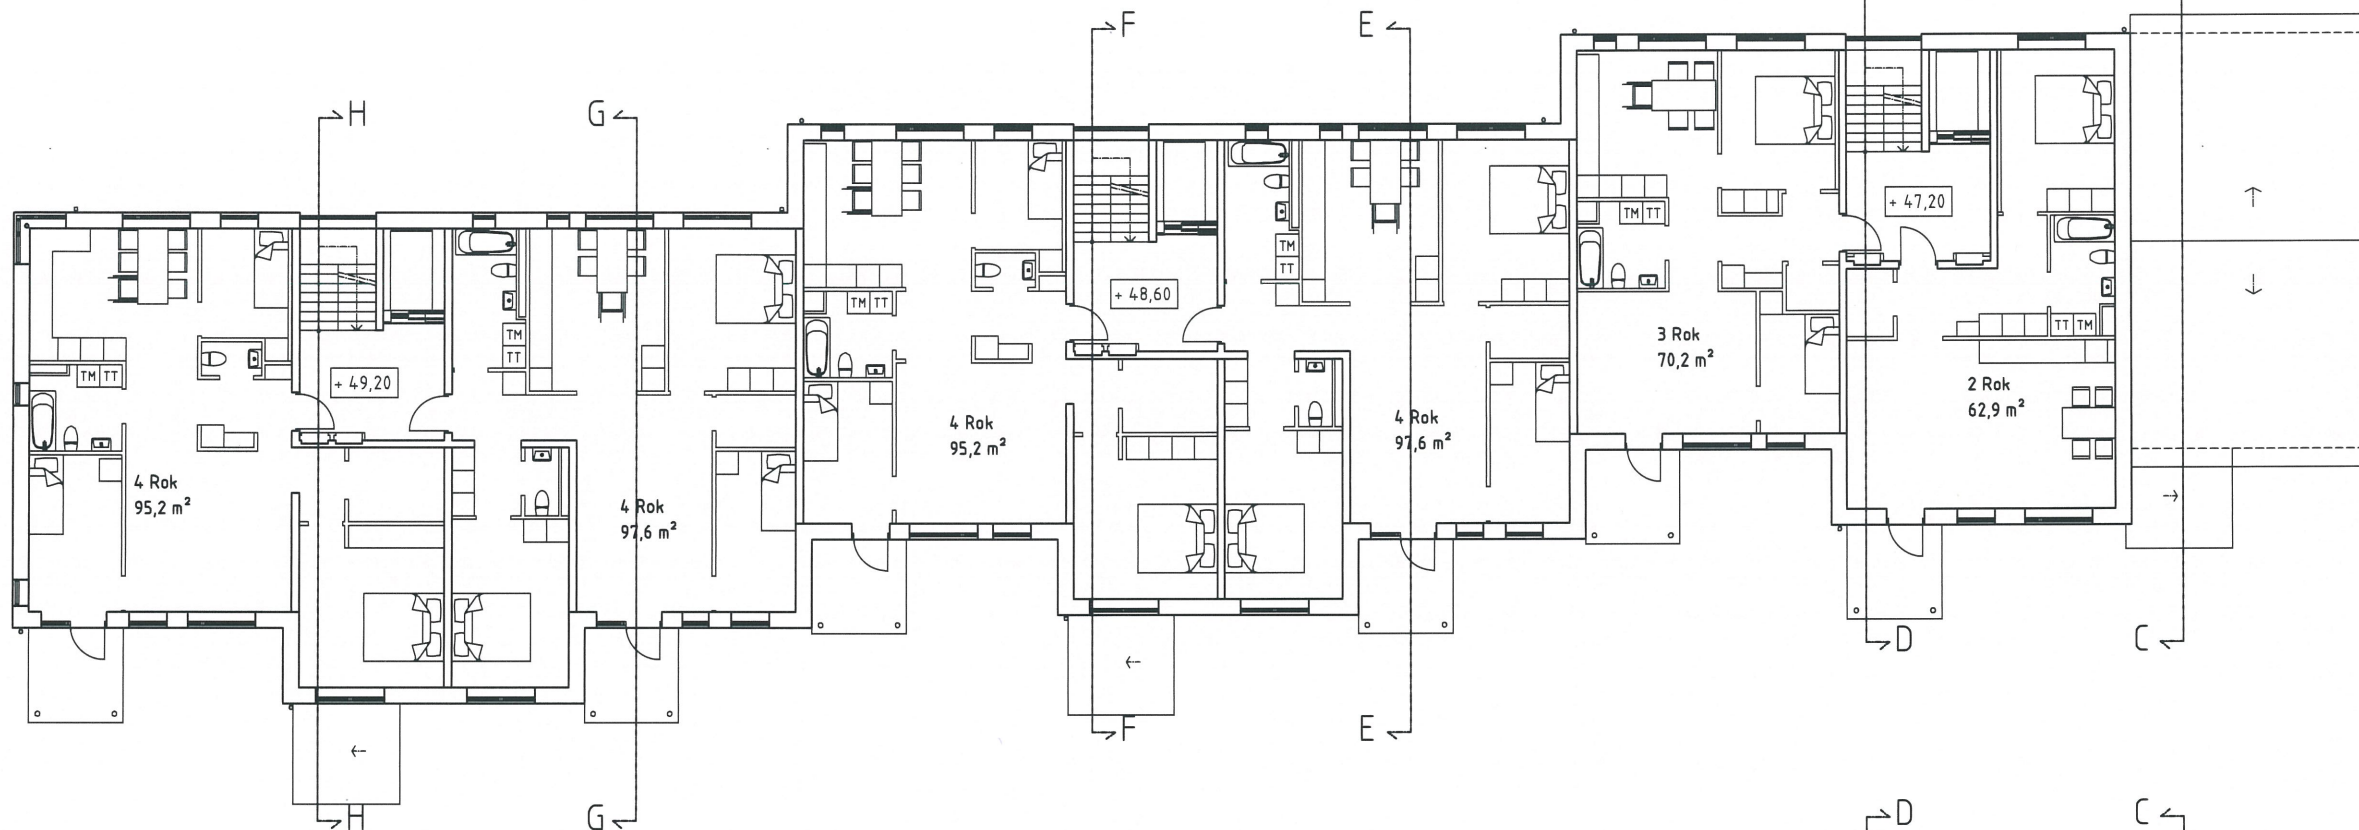 F
E
H
G
TM TT
+ 47,20
TM
TT
+ 48,60
TM
TT
TM TT
TT TM
3 Rok
70,2 m²
TM TT
+ 49,20
2 Rok
62,9 m²
4 Rok
95,2 m²
4 Rok
97,6 m²
4 Rok
95,2 m²
4 Rok
97,6 m²
D
C
F
E
H
G
D
C